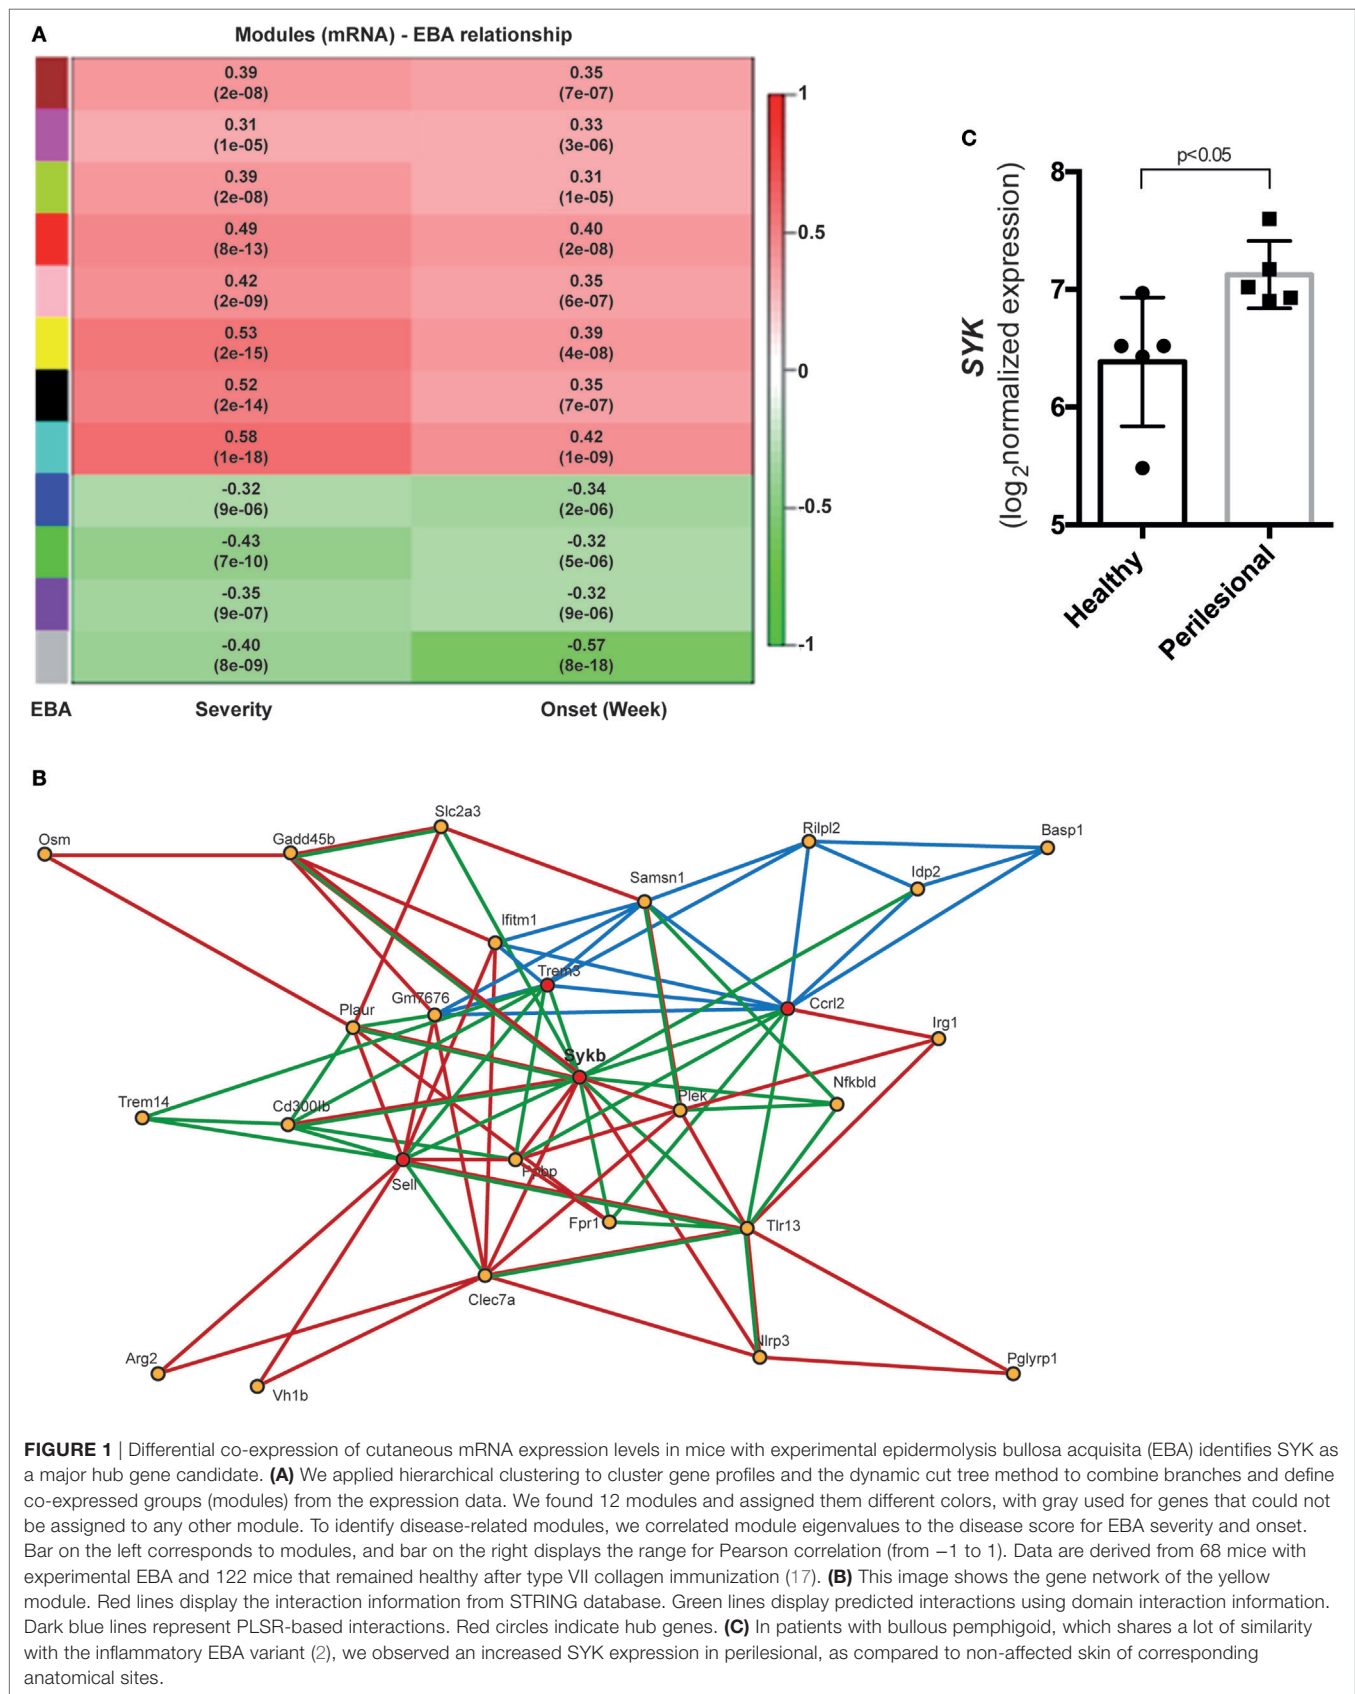 A
Modules (mRNA) - EBA relationship
0.39 0.35
(2e-08) (7e-07)
0.31 0.33
(1e-05) (3e-06)
0.39 0.31
(2e-08) (1e-05)
0.49 0.40
(8e-13) (2e-08)
0.42 0.35
(2e-09) (6e-07)
0.53 0.39
(2e-15) (4e-08)
0.52 0.35
(2e-14) (7e-07)
0.58 0.42
(1e-18) (1e-09)
-0.32 -0.34
(9e-06) (2e-06)
-0.43 -0.32
(7e-10) (5e-06)
-0.35 -0.32
(9e-07) (9e-06)
-0.40 -0.57
(8e-09) (8e-18)
EBA Severity Onset (Week)
1
0.5
0
-0.5
-1
C
p<0.05
8
7
6
5
SYK
(log2normalized expression)
Healthy
Perilesional
B
Slc2a3
Osm
Gadd45b
Rilpl2
Basp1
Samsn1
Idp2
Ifitm1
Trem3
Gm7676
Plaur
Ccrl2
Irg1
Sykb
Nfkbld
Plek
Trem14
Cd300lb
Sell
Fpr1
Tlr13
Clec7a
Nlrp3
Arg2
Vh1b
Pglyrp1
FIGURE 1 | Differential co-expression of cutaneous mRNA expression levels in mice with experimental epidermolysis bullosa acquisita (EBA) identifies SYK as
a major hub gene candidate. (A) We applied hierarchical clustering to cluster gene profiles and the dynamic cut tree method to combine branches and define
co-expressed groups (modules) from the expression data. We found 12 modules and assigned them different colors, with gray used for genes that could not
be assigned to any other module. To identify disease-related modules, we correlated module eigenvalues to the disease score for EBA severity and onset.
Bar on the left corresponds to modules, and bar on the right displays the range for Pearson correlation (from −1 to 1). Data are derived from 68 mice with
experimental EBA and 122 mice that remained healthy after type VII collagen immunization (17). (B) This image shows the gene network of the yellow
module. Red lines display the interaction information from STRING database. Green lines display predicted interactions using domain interaction information.
Dark blue lines represent PLSR-based interactions. Red circles indicate hub genes. (C) In patients with bullous pemphigoid, which shares a lot of similarity
with the inflammatory EBA variant (2), we observed an increased SYK expression in perilesional, as compared to non-affected skin of corresponding
anatomical sites.